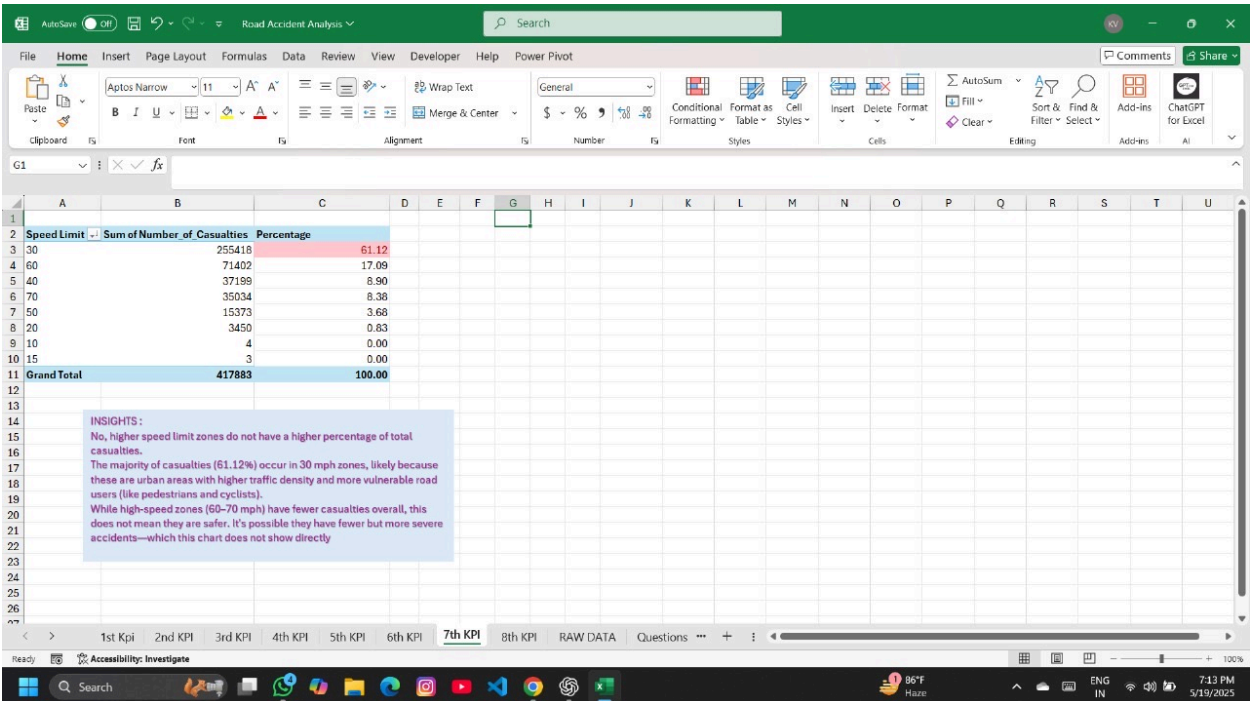 AutoSave Off Road Accident Analysis Search KV
File Home Insert Page Layout Formulas Data Review View Developer Help Power Pivot Comments Share
Aptos Narrow 11 General
Paste
B I U
Wrap Text
Merge & Center
$ % 9
Conditional Formatting
Format as Table
Cell Styles
Insert Delete Format
AutoSum
Fill
Clear
Sort & Filter
Find & Select
Add-ins
ChatGPT for Excel
Clipboard Font Alignment Number Styles Cells Editing Add-ins AI
G1 fx
A B C D E F G H I J K L M N O P Q R S T U
1
2 Speed Limit Sum of Number_of_Casualties Percentage
3 30 255418 61.12
4 60 71402 17.09
5 40 37199 8.90
6 70 35034 8.38
7 50 15373 3.68
8 20 3450 0.83
9 10 4 0.00
10 15 3 0.00
11 Grand Total 417883 100.00
12
13
14 INSIGHTS :
15 No, higher speed limit zones do not have a higher percentage of total
16 casualties.
17 The majority of casualties (61.12%) occur in 30 mph zones, likely because
18 these are urban areas with higher traffic density and more vulnerable road
19 users (like pedestrians and cyclists).
20 While high-speed zones (60–70 mph) have fewer casualties overall, this
21 does not mean they are safer. It's possible they have fewer but more severe
22 accidents—which this chart does not show directly
23
24
25
26
27
1st Kpi 2nd KPI 3rd KPI 4th KPI 5th KPI 6th KPI 7th KPI 8th KPI RAW DATA Questions ... +
Ready Accessibility: Investigate 100%
Search 1 86°F Haze ENG IN 7:13 PM 5/19/2025